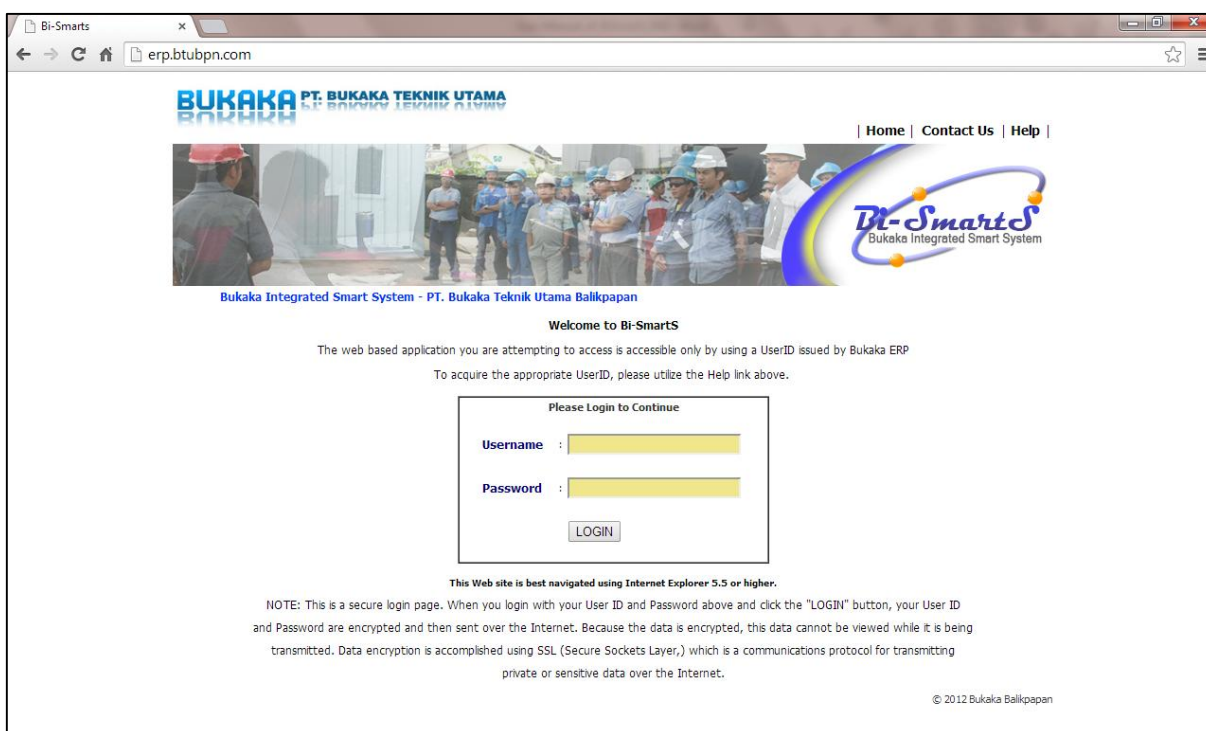 Bi-Smarts
erp.btubpn.com
BUKAKA PT. BUKAKA TEKNIK UTAMA
| Home | Contact Us | Help |
Bi-SmartS
Bukaka Integrated Smart System
Bukaka Integrated Smart System - PT. Bukaka Teknik Utama Balikpapan
Welcome to Bi-SmartS
The web based application you are attempting to access is accessible only by using a UserID issued by Bukaka ERP
To acquire the appropriate UserID, please utilize the Help link above.
Please Login to Continue
Username :
Password :
LOGIN
This Web site is best navigated using Internet Explorer 5.5 or higher.
NOTE: This is a secure login page. When you login with your User ID and Password above and click the "LOGIN" button, your User ID
and Password are encrypted and then sent over the Internet. Because the data is encrypted, this data cannot be viewed while it is being
transmitted. Data encryption is accomplished using SSL (Secure Sockets Layer,) which is a communications protocol for transmitting
private or sensitive data over the Internet.
© 2012 Bukaka Balikpapan